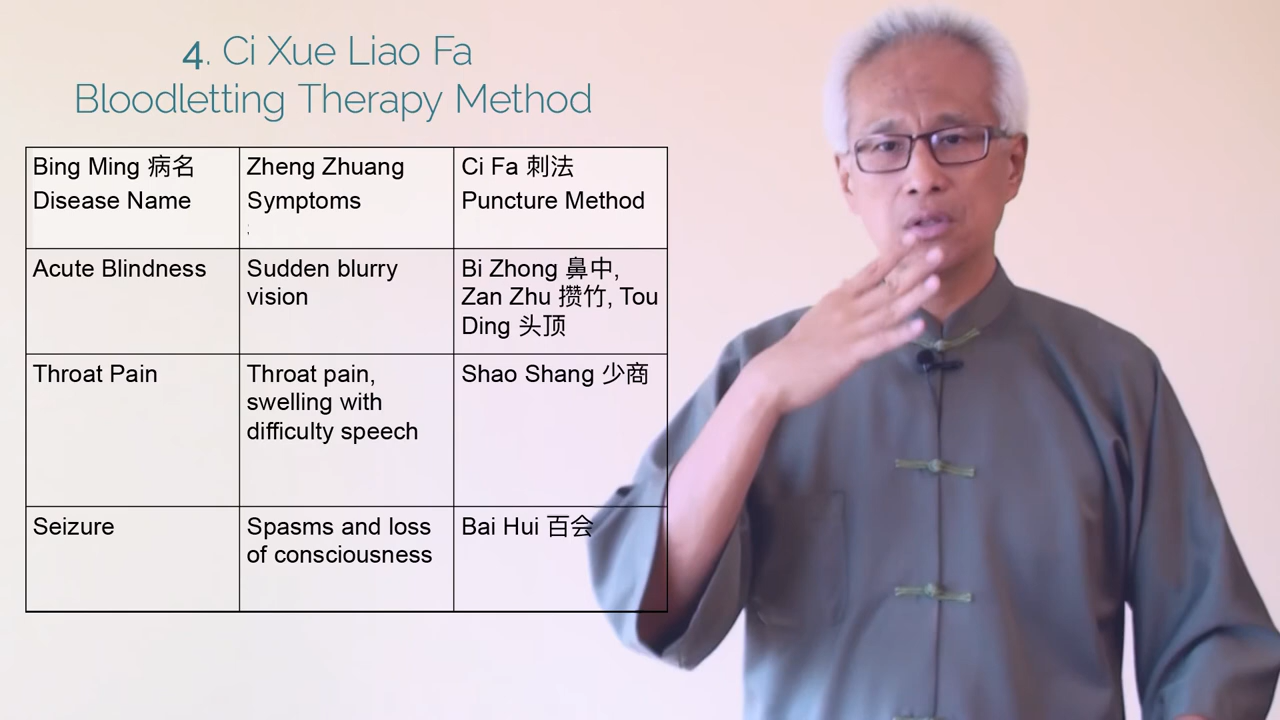 4. Ci Xue Liao Fa
Bloodletting Therapy Method
Bing Ming 病名
Disease Name
Zheng Zhuang
Symptoms
Ci Fa 刺法
Puncture Method
Acute Blindness
Sudden blurry
vision
Bi Zhong 鼻中,
Zan Zhu 攒竹, Tou
Ding 头顶
Throat Pain
Throat pain,
swelling with
difficulty speech
Shao Shang 少商
Seizure
Spasms and loss
of consciousness
Bai Hui 百会